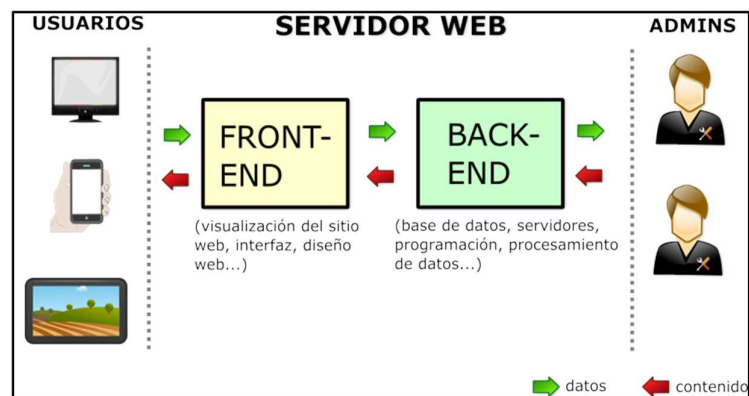 USUARIOS
SERVIDOR WEB
ADMINS
FRONT-
END
BACK-
END
(visualización del sitio
web, interfaz, diseño
web...)
(base de datos, servidores,
programación, procesamiento
de datos...)
datos
contenido